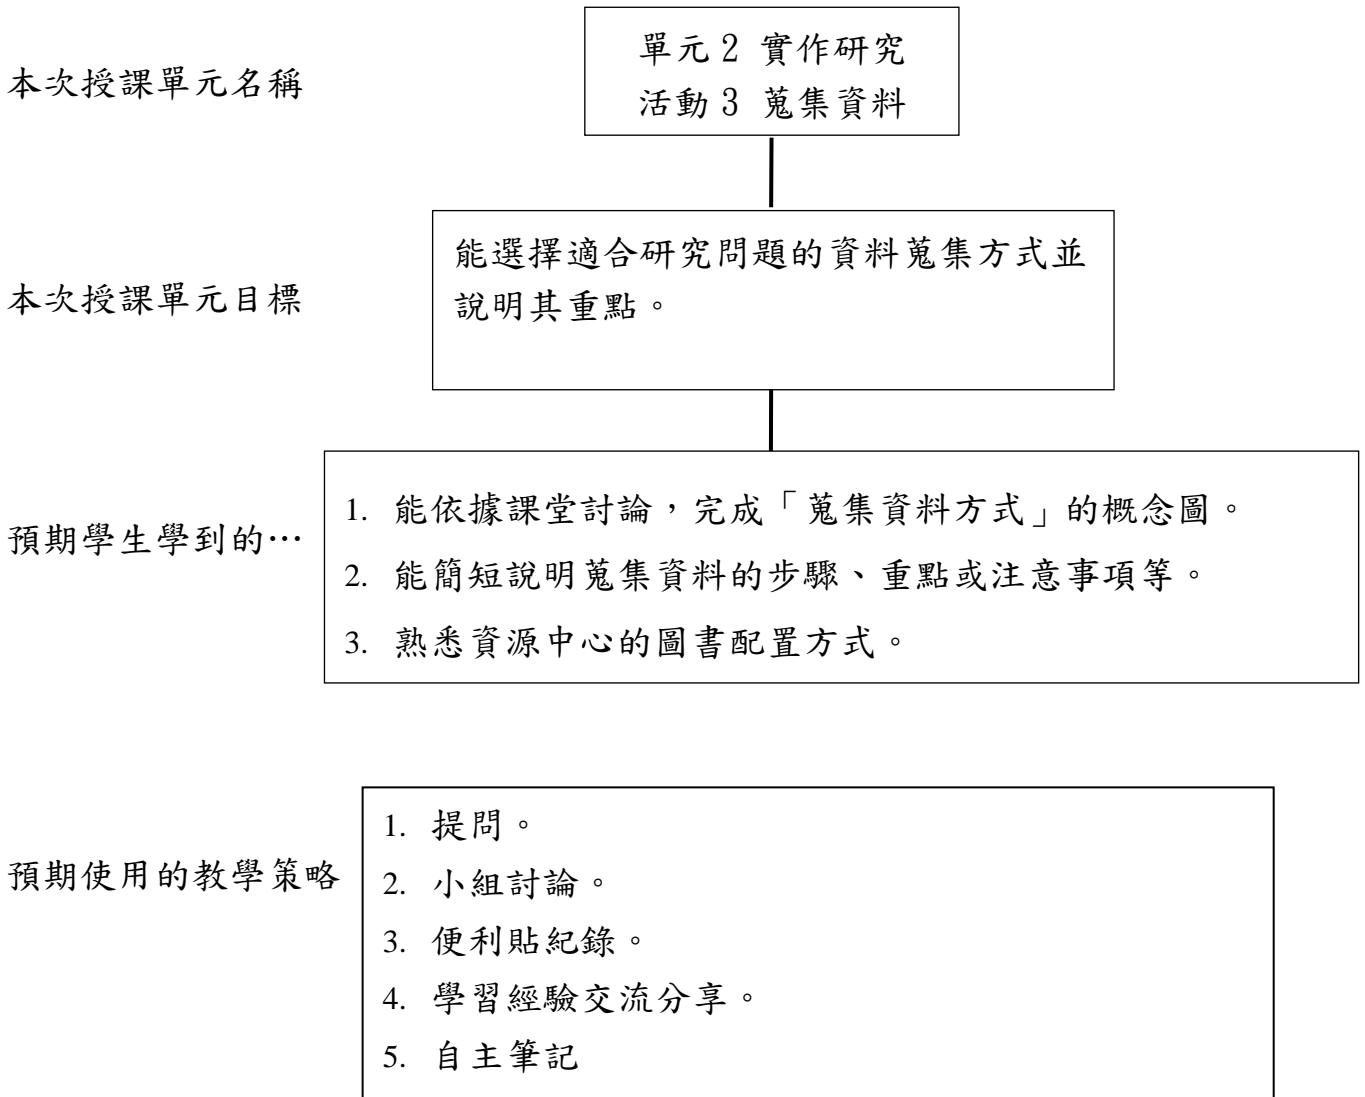 本次授課單元名稱
單元 2 實作研究
活動 3 蒐集資料
本次授課單元目標
能選擇適合研究問題的資料蒐集方式並
說明其重點。
預期學生學到的…
1. 能依據課堂討論，完成「蒐集資料方式」的概念圖。
2. 能簡短說明蒐集資料的步驟、重點或注意事項等。
3. 熟悉資源中心的圖書配置方式。
預期使用的教學策略
1. 提問。
2. 小組討論。
3. 便利貼紀錄。
4. 學習經驗交流分享。
5. 自主筆記